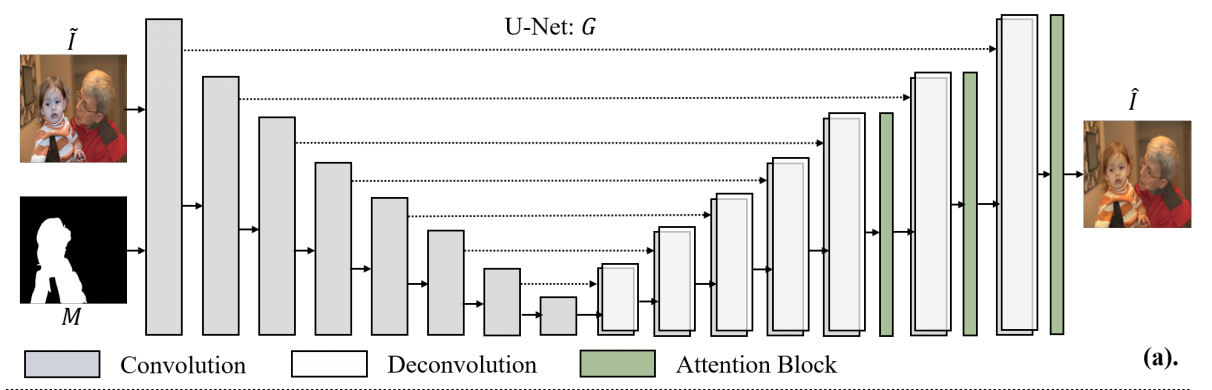 U-Net: G
Ĩ
Î
M
Convolution
Deconvolution
Attention Block
(a).